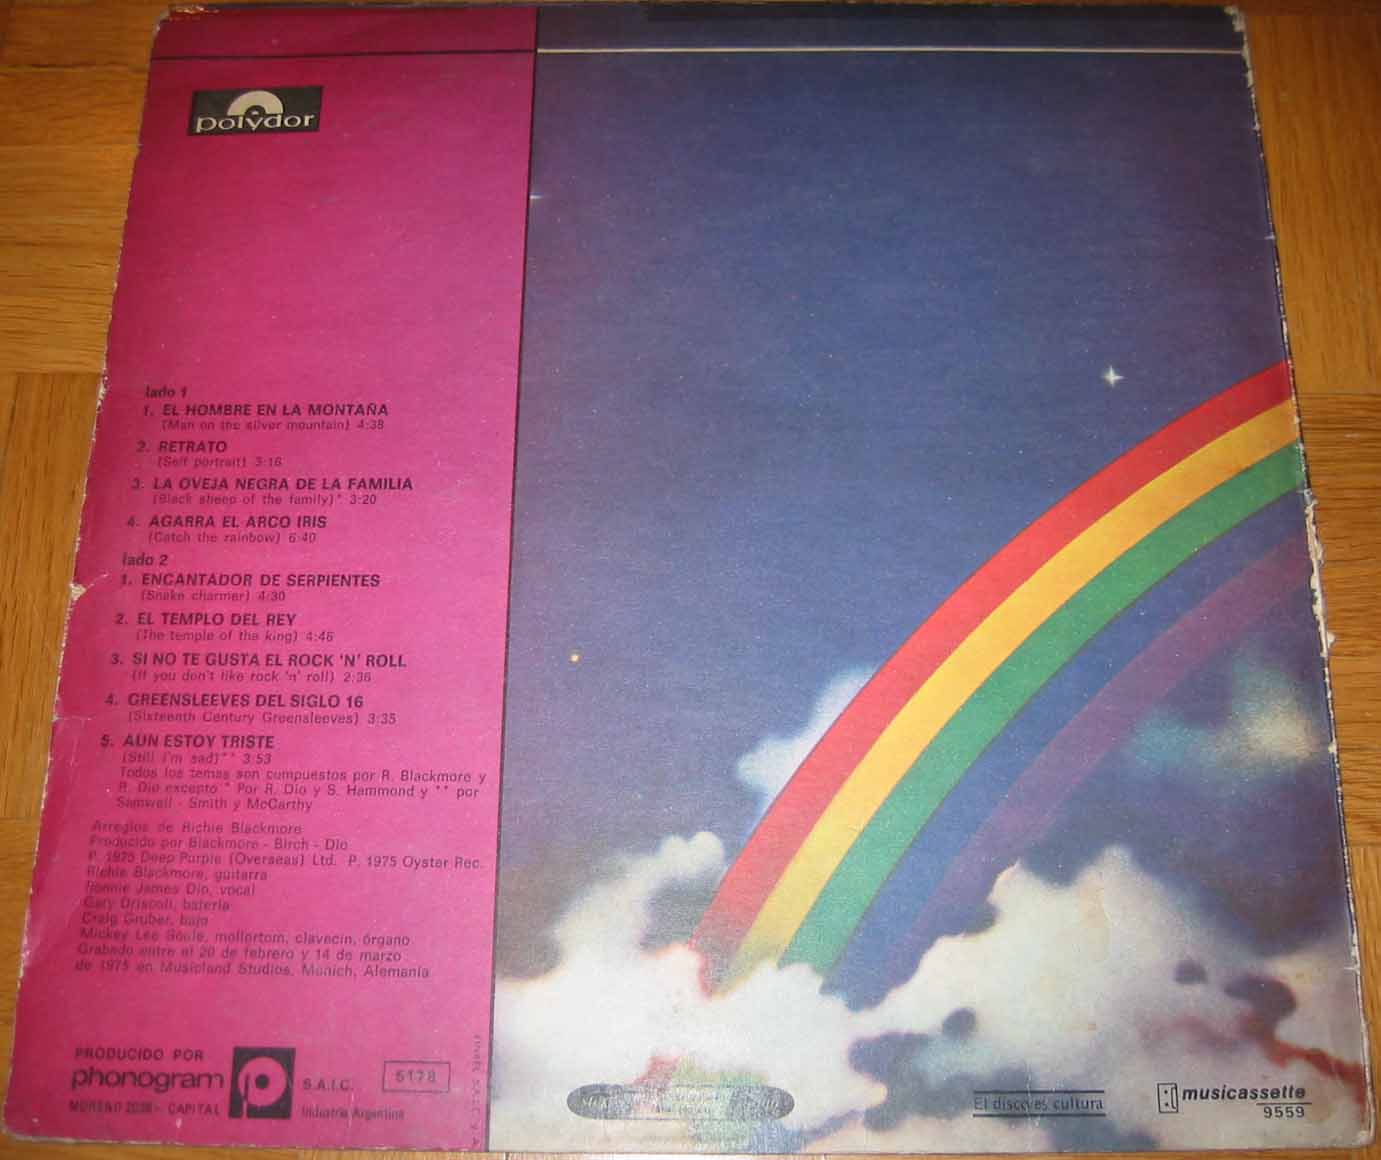 polydor
lado 1
1. EL HOMBRE EN LA MONTAÑA
(Man on the silver mountain) 4:38
2. RETRATO
(Self portrait) 3:16
3. LA OVEJA NEGRA DE LA FAMILIA
(Black sheep of the family)* 3:20
4. AGARRA EL ARCO IRIS
(Catch the rainbow) 6:40
lado 2
1. ENCANTADOR DE SERPIENTES
(Snake charmer) 4:30
2. EL TEMPLO DEL REY
(The temple of the king) 4:45
3. SI NO TE GUSTA EL ROCK 'N' ROLL
(If you don't like rock 'n' roll) 2:36
4. GREENSLEEVES DEL SIGLO 16
(Sixteenth Century Greensleeves) 3:35
5. AUN ESTOY TRISTE
(Still I'm sad)** 3:53
Todos los temas son compuestos por R. Blackmore y
R. Dio excepto * Por R. Dio y S. Hammond y ** por
Samwell - Smith y McCarthy
Arreglos de Richie Blackmore
Producido por Blackmore - Birch - Dio
P. 1975 Deep Purple (Overseas) Ltd. P. 1975 Oyster Rec.
Richie Blackmore, guitarra
Ronnie James Dio, vocal
Gary Driscoll, batería
Craig Gruber, bajo
Mickey Lee Soule, mellortom, clavecín, órgano
Grabado entre el 20 de febrero y 14 de marzo
de 1975 en Musicland Studios, Munich, Alemania
PRODUCIDO POR
phonogram S.A.I.C. 5178
MORENO 2038 - CAPITAL Industria Argentina
El disco es cultura
musicassette
9559